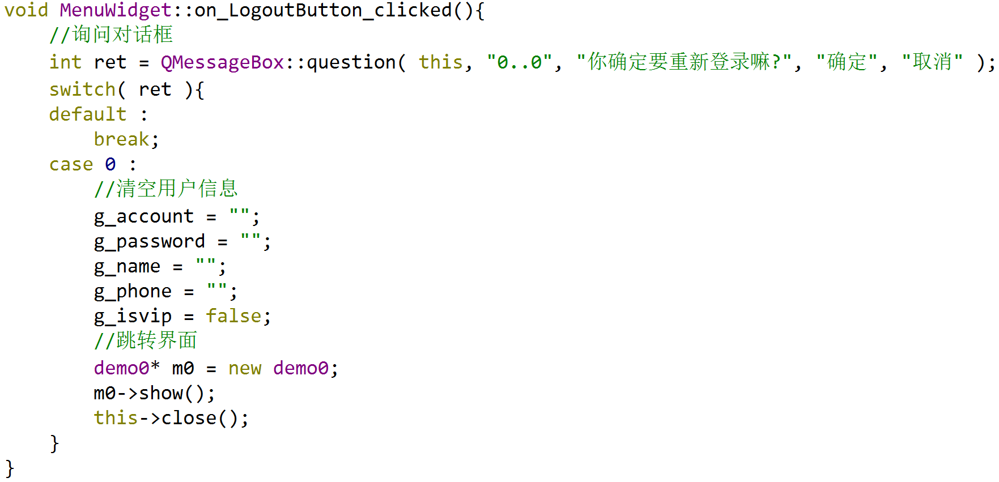 void MenuWidget::on_LogoutButton_clicked(){
    //询问对话框
    int ret = QMessageBox::question( this, "0..0", "你确定要重新登录嘛?", "确定", "取消" );
    switch( ret ){
    default :
        break;
    case 0 :
        //清空用户信息
        g_account = "";
        g_password = "";
        g_name = "";
        g_phone = "";
        g_isvip = false;
        //跳转界面
        demo0* m0 = new demo0;
        m0->show();
        this->close();
    }
}